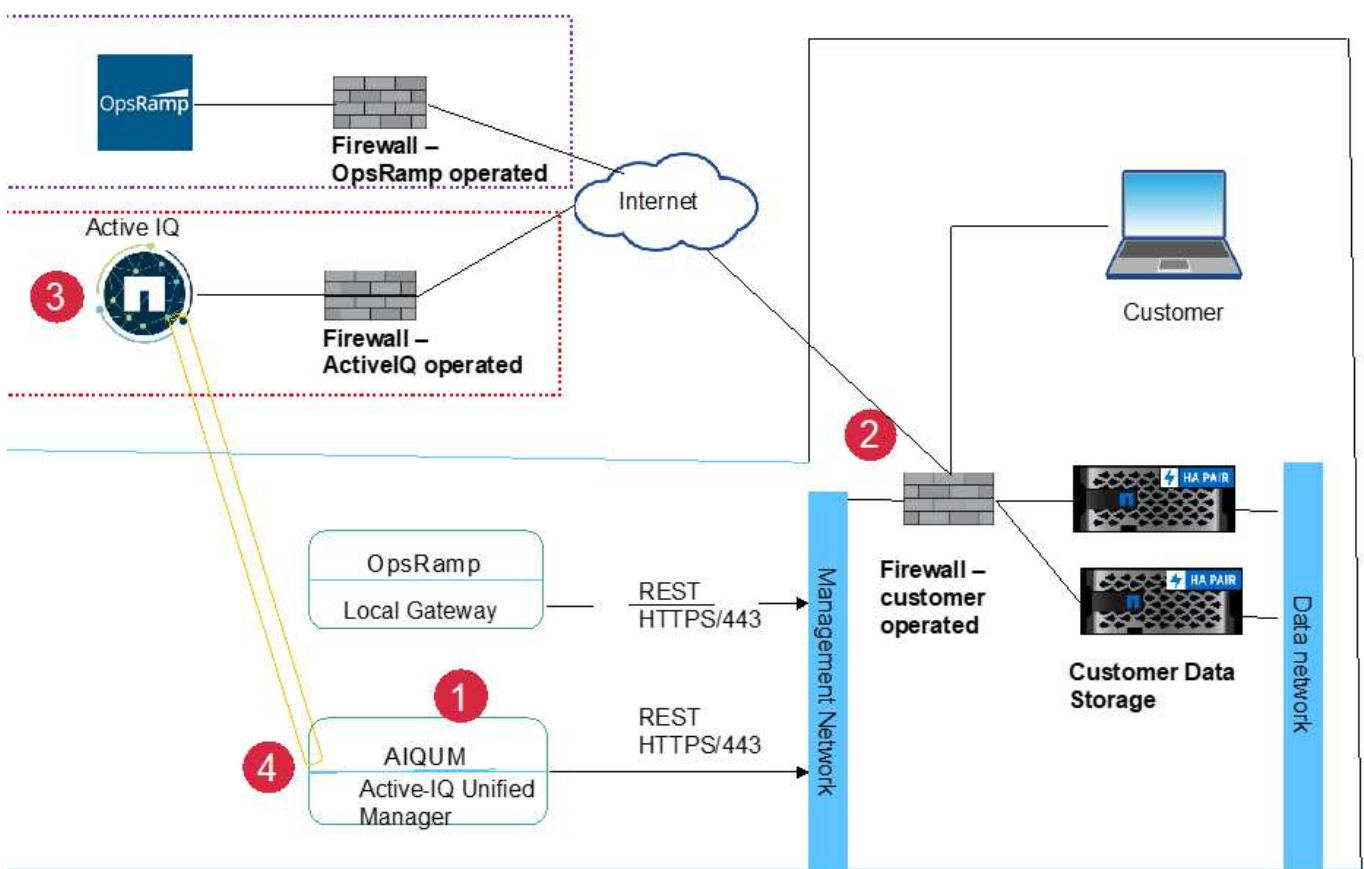 OpsRamp
Firewall –
OpsRamp operated
Internet
Active IQ
3
Firewall –
ActiveIQ operated
Customer
2
HA PAIR
OpsRamp
Local Gateway
REST
HTTPS/443
Management Network
Firewall –
customer
operated
HA PAIR
Customer Data
Storage
Data network
1
4
AIQUM
Active-IQ Unified
Manager
REST
HTTPS/443